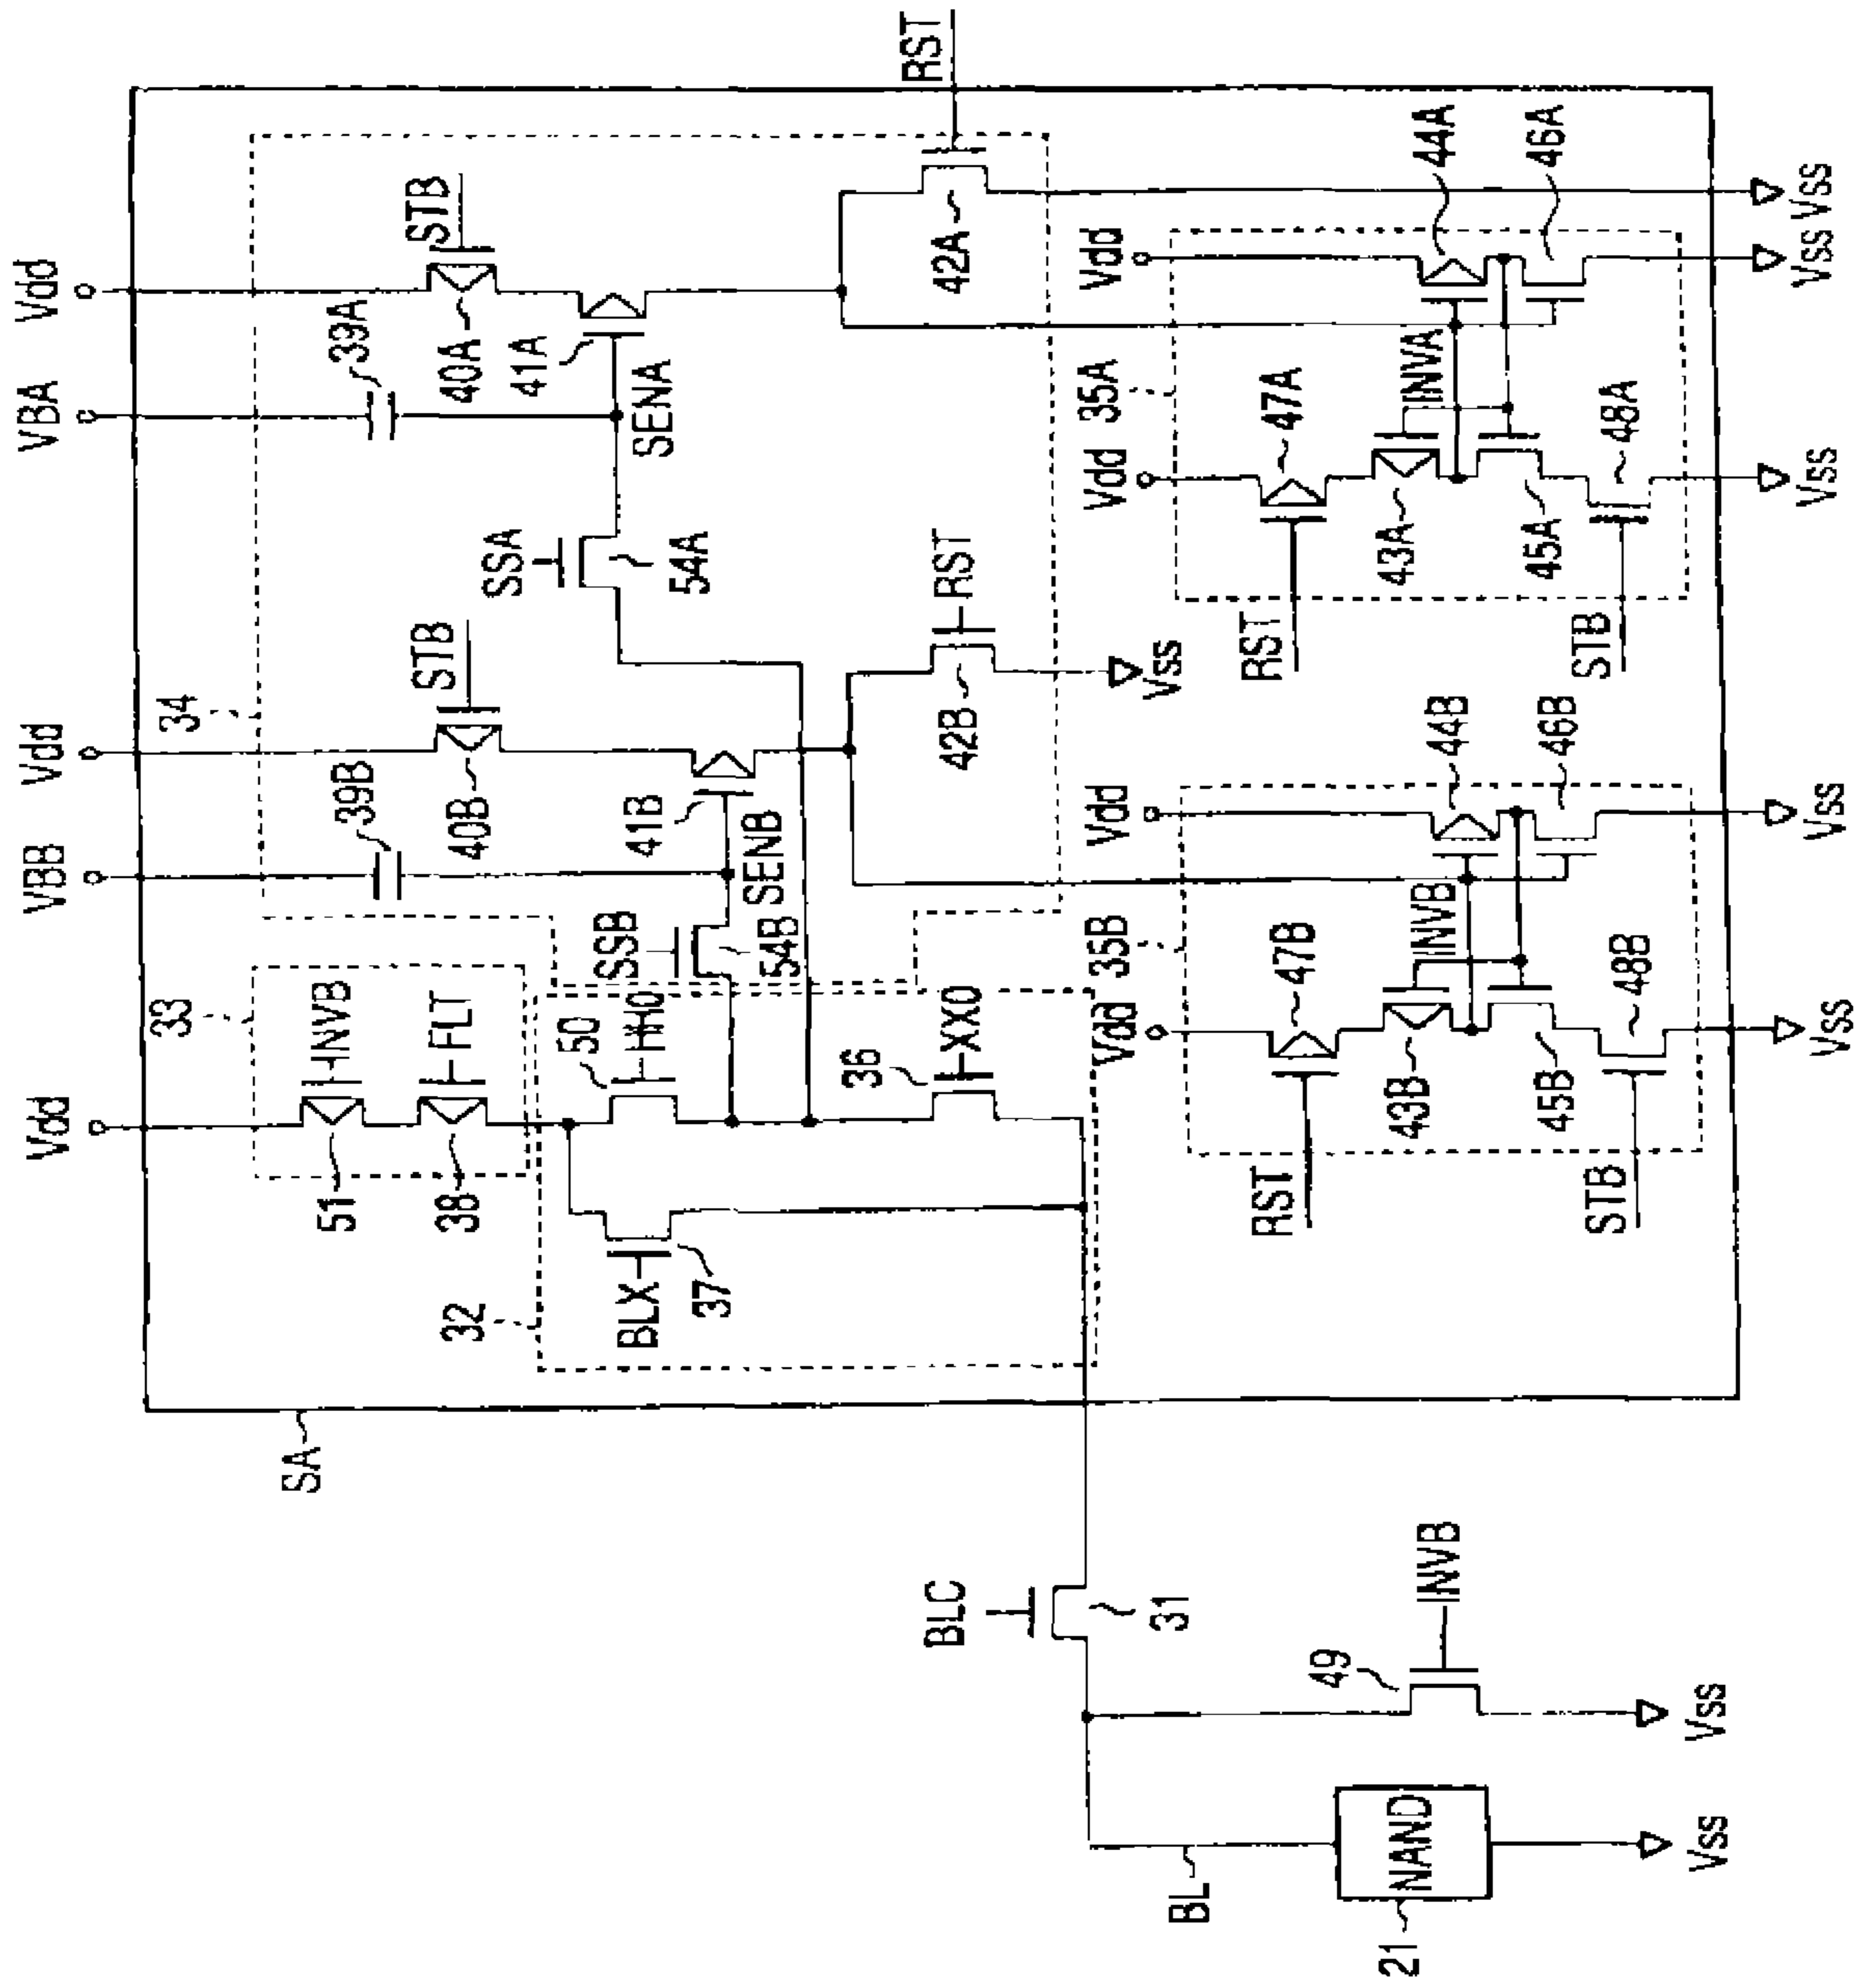 Vdd
VBB
Vdd
VBA
Vdd
33
34
INVB
FLT
51
38
39B
STB
40B
39A
STB
40A
41A
SENA
SSA
54A
41B
SENB
SSB
54B
50
HH0
BLX
37
32
36
XX0
42B
RST
Vss
42A
RST
SA
Vdd
35B
Vdd
47B
RST
INVB
44B
43B
46B
45B
48B
STB
Vss
Vss
Vdd
35A
Vdd
47A
RST
INVA
44A
43A
46A
45A
48A
STB
Vss
Vss
Vss
BLC
31
49
INVB
Vss
BL
NAND
21
Vss